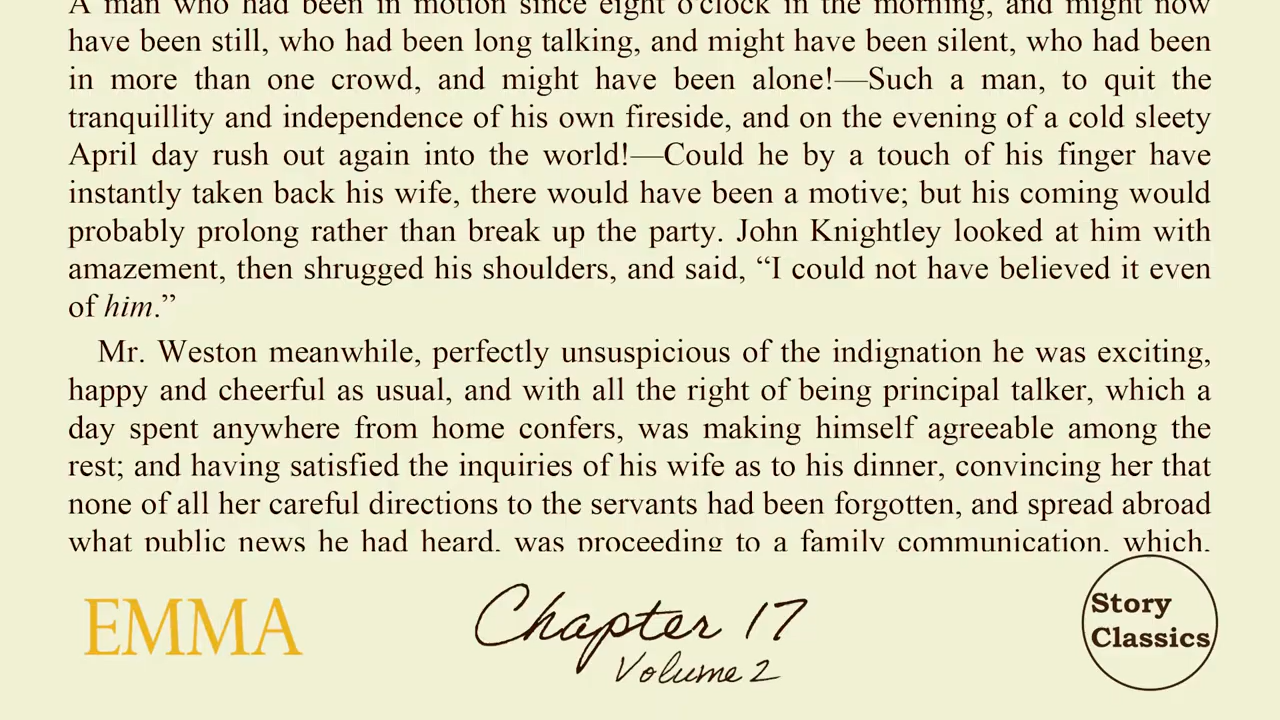 A man who had been in motion since eight o'clock in the morning, and might now
have been still, who had been long talking, and might have been silent, who had been
in more than one crowd, and might have been alone!—Such a man, to quit the
tranquillity and independence of his own fireside, and on the evening of a cold sleety
April day rush out again into the world!—Could he by a touch of his finger have
instantly taken back his wife, there would have been a motive; but his coming would
probably prolong rather than break up the party. John Knightley looked at him with
amazement, then shrugged his shoulders, and said, “I could not have believed it even
of him.”
Mr. Weston meanwhile, perfectly unsuspicious of the indignation he was exciting,
happy and cheerful as usual, and with all the right of being principal talker, which a
day spent anywhere from home confers, was making himself agreeable among the
rest; and having satisfied the inquiries of his wife as to his dinner, convincing her that
none of all her careful directions to the servants had been forgotten, and spread abroad
what public news he had heard, was proceeding to a family communication, which,
EMMA
Chapter 17
Volume 2
Story
Classics